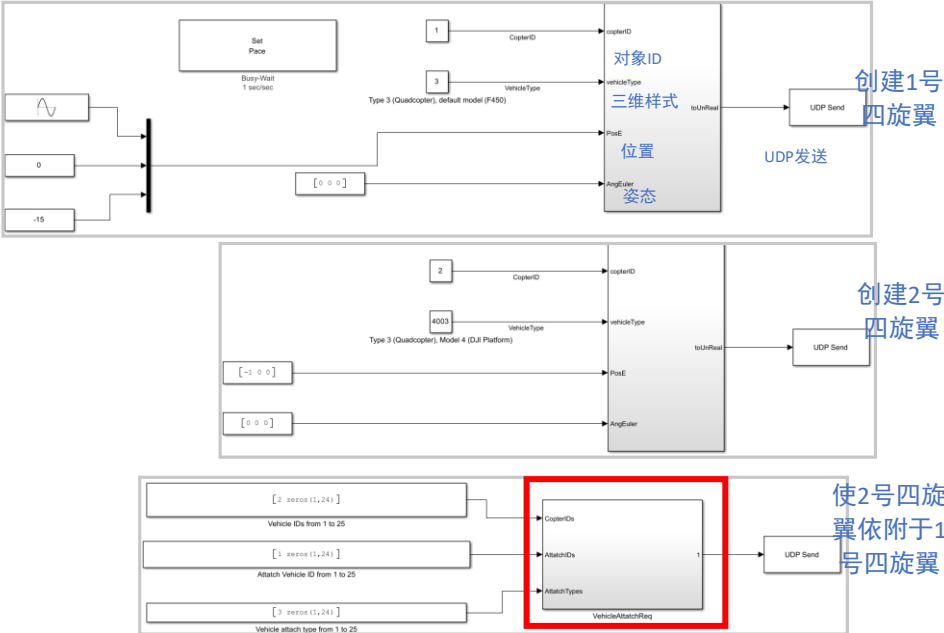 Set
Pace
Busy-Wait
1 sec/sec
1
CopterID
copterID
对象ID
3
VehicleType
vehicleType
Type 3 (Quadcopter), default model (F450)
三维样式
toUnReal
UDP Send
创建1号
四旋翼
0
PosE
位置
UDP发送
[0 0 0]
AngEuler
姿态
-15
2
CopterID
copterID
创建2号
四旋翼
4003
VehicleType
vehicleType
Type 3 (Quadcopter), Model 4 (DJI Platform)
toUnReal
UDP Send
[-1 0 0]
PosE
[0 0 0]
AngEuler
[2 zeros(1,24)]
Vehicle IDs from 1 to 25
CopterIDs
使2号四旋
翼依附于1
号四旋翼
[1 zeros(1,24)]
Attatch Vehicle ID from 1 to 25
AttatchIDs
1
UDP Send
[3 zeros(1,24)]
Vehicle attach type from 1 to 25
AttatchTypes
VehicleAttatchReq